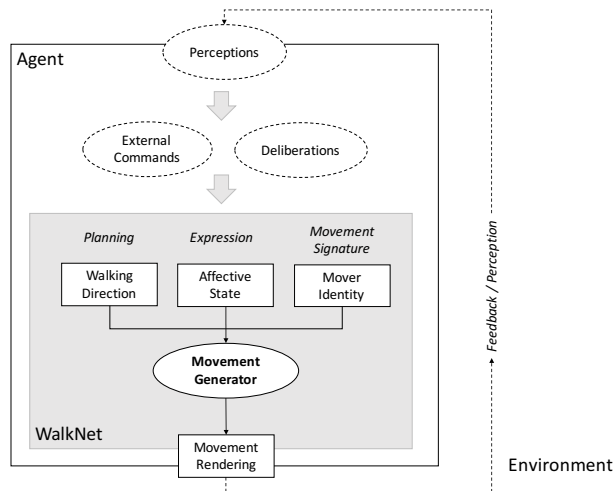 Agent
Perceptions
External
Commands
Deliberations
Planning
Expression
Movement
Signature
Walking
Direction
Affective
State
Mover
Identity
Movement
Generator
WalkNet
Movement
Rendering
Feedback / Perception
Environment